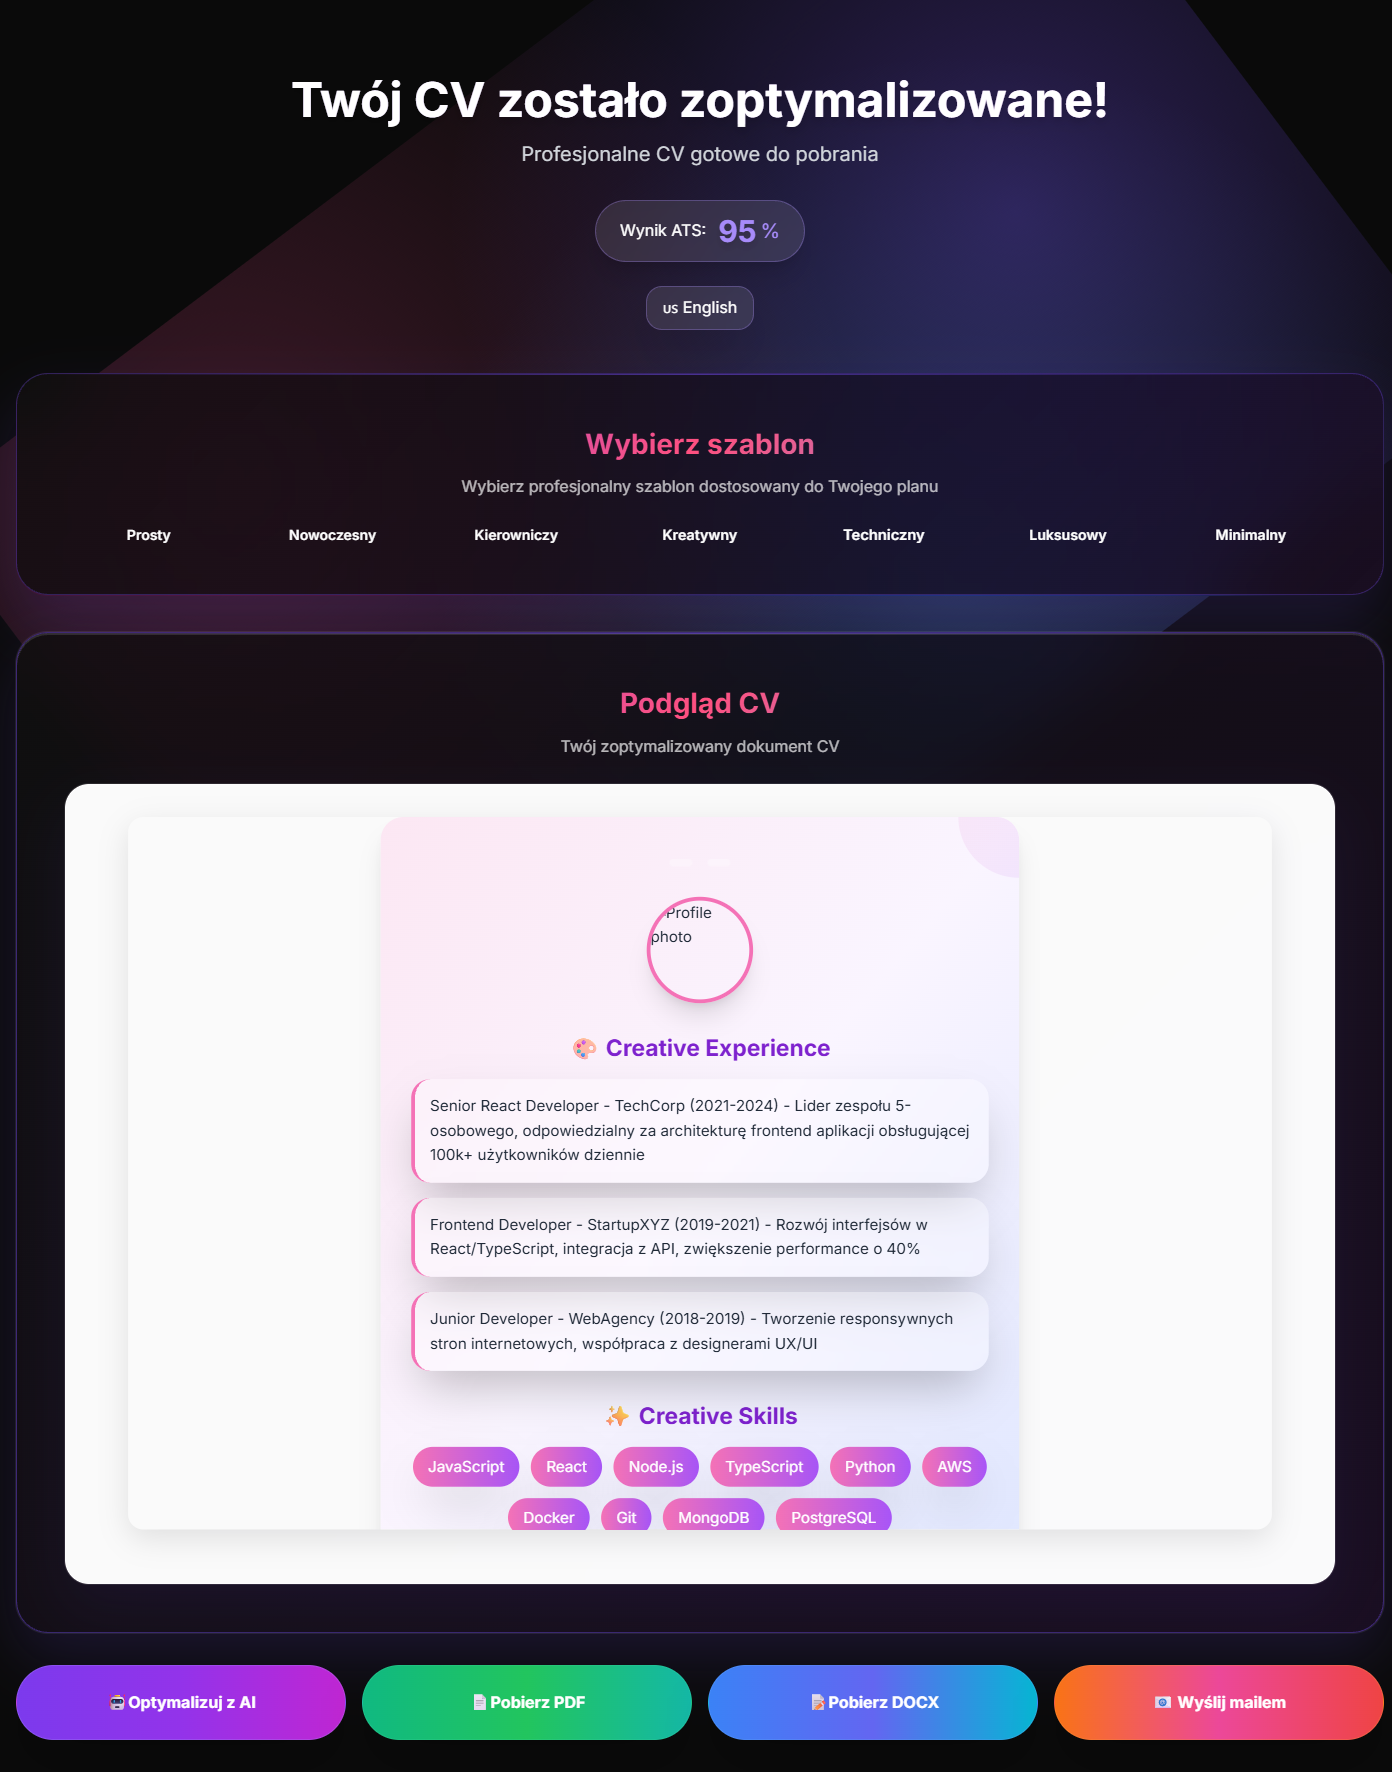 Twój CV zostało zoptymalizowane!
Profesjonalne CV gotowe do pobrania
Wynik ATS: 95 %
US English
Wybierz szablon
Wybierz profesjonalny szablon dostosowany do Twojego planu
Prosty Nowoczesny Kierowniczy Kreatywny Techniczny Luksusowy Minimalny
Podgląd CV
Twój zoptymalizowany dokument CV
Profile
photo
Creative Experience
Senior React Developer - TechCorp (2021-2024) - Lider zespołu 5-
osobowego, odpowiedzialny za architekturę frontend aplikacji obsługującej
100k+ użytkowników dziennie
Frontend Developer - StartupXYZ (2019-2021) - Rozwój interfejsów w
React/TypeScript, integracja z API, zwiększenie performance o 40%
Junior Developer - WebAgency (2018-2019) - Tworzenie responsywnych
stron internetowych, współpraca z designerami UX/UI
Creative Skills
JavaScript React Node.js TypeScript Python AWS
Docker Git MongoDB PostgreSQL
Optymalizuj z AI Pobierz PDF Pobierz DOCX Wyślij mailem